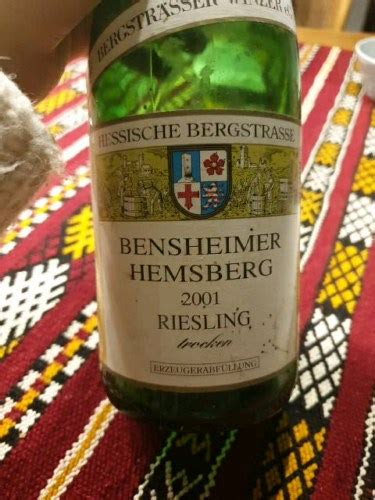 BERGSTRÄSSER WINZER
HESSISCHE BERGSTRASSE
BENSHEIMER
HEMSBERG
2001
RIESLING
trocken
ERZEUGERABFÜLLUNG